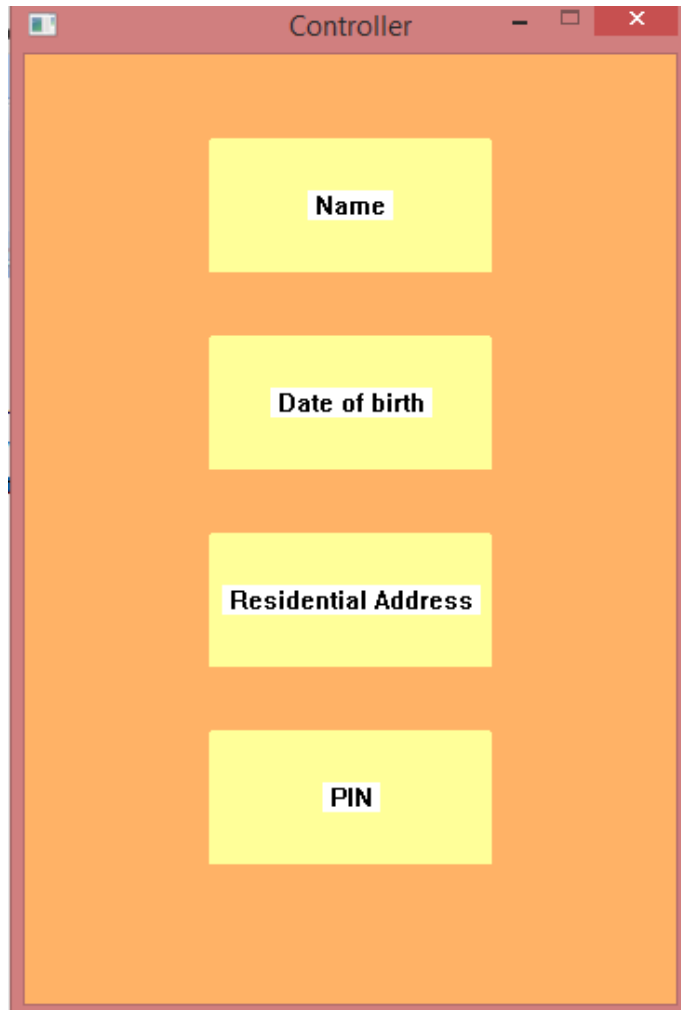 Controller
Name
Date of birth
Residential Address
PIN